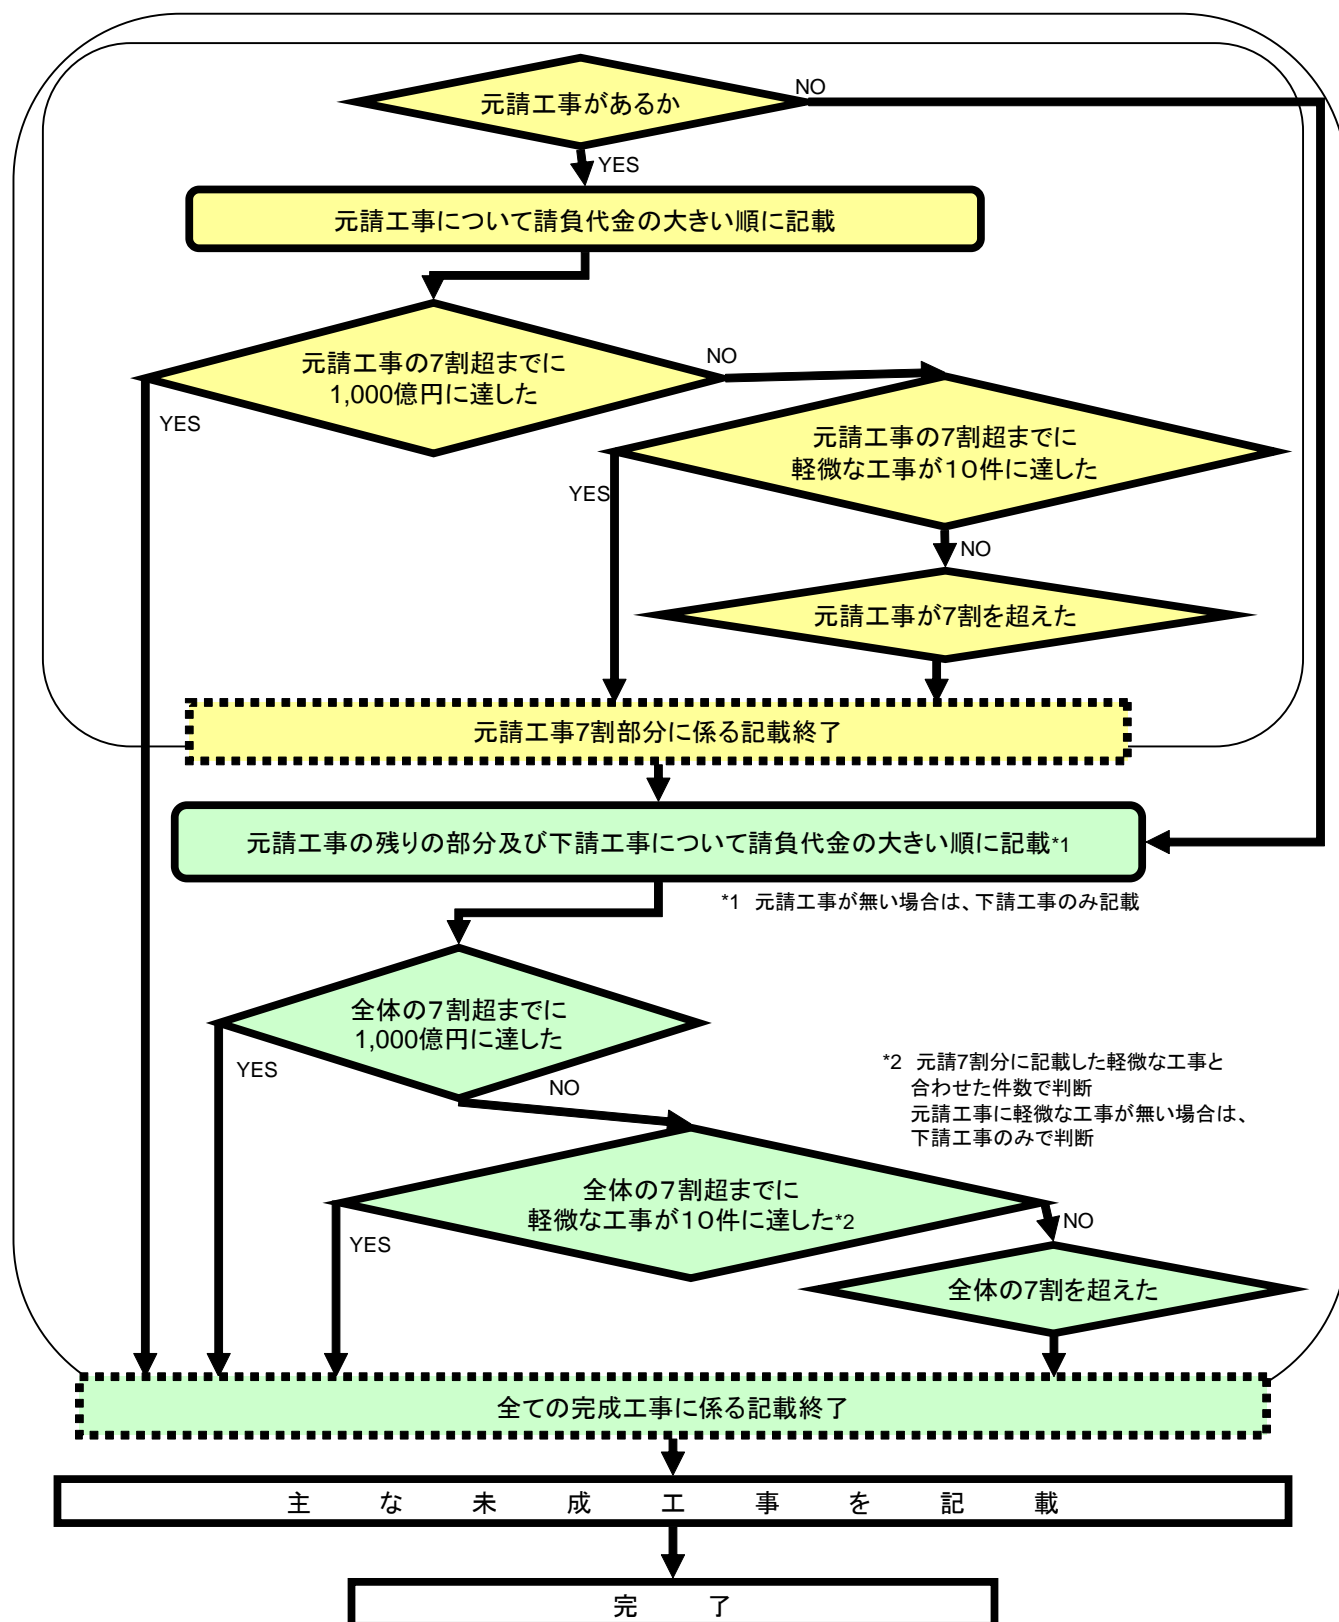 元請工事があるか
NO
YES
元請工事について請負代金の大きい順に記載
元請工事の7割超までに
1,000億円に達した
NO
YES
元請工事の７割超までに
軽微な工事が１０件に達した
YES
NO
元請工事が7割を超えた
元請工事7割部分に係る記載終了
元請工事の残りの部分及び下請工事について請負代金の大きい順に記載*1
*1 元請工事が無い場合は、下請工事のみ記載
全体の７割超までに
1,000億円に達した
YES
NO
*2 元請7割分に記載した軽微な工事と
合わせた件数で判断
元請工事に軽微な工事が無い場合は、
下請工事のみで判断
全体の７割超までに
軽微な工事が１０件に達した*2
YES
NO
全体の7割を超えた
全ての完成工事に係る記載終了
主 な 未 成 工 事 を 記 載
完 了